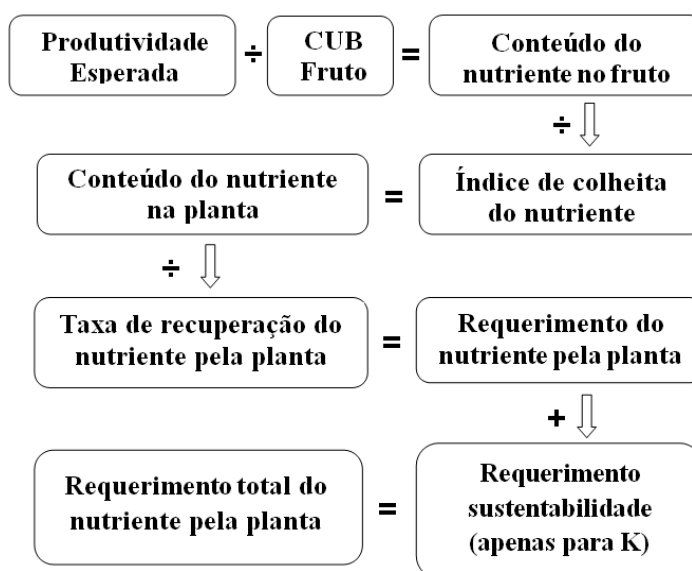 Produtividade
Esperada
÷
CUB
Fruto
=
Conteúdo do
nutriente no fruto
÷
Conteúdo do nutriente
na planta
=
Índice de colheita
do nutriente
÷
Taxa de recuperação do
nutriente pela planta
=
Requerimento do
nutriente pela planta
+
Requerimento total do
nutriente pela planta
=
Requerimento
sustentabilidade
(apenas para K)